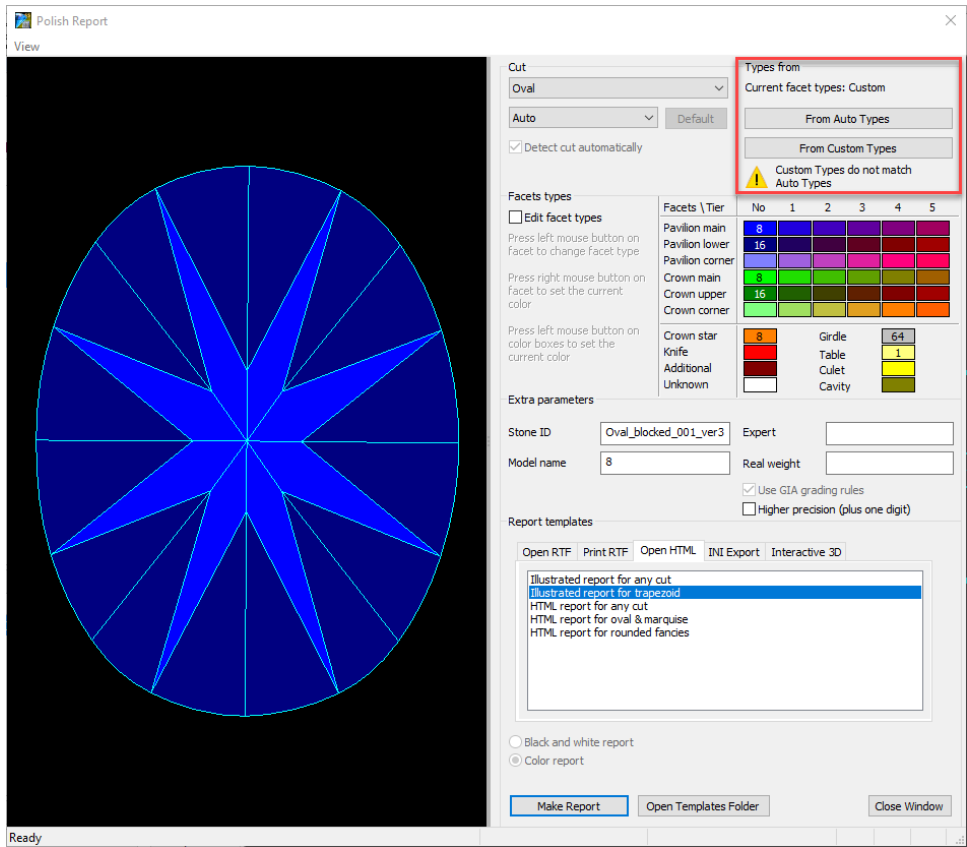 Polish Report
View
Cut
Oval
Auto
Default
Detect cut automatically
Types from
Current facet types: Custom
From Auto Types
From Custom Types
Custom Types do not match
Auto Types
Facets types
Edit facet types
Press left mouse button on
facet to change facet type
Press right mouse button on
facet to set the current
color
Press left mouse button on
color boxes to set the
current color
Facets \ Tier No 1 2 3 4 5
Pavilion main 8
Pavilion lower 16
Pavilion corner
Crown main 8
Crown upper 16
Crown corner
Crown star 8 Girdle 64
Knife Table 1
Additional Culet
Unknown Cavity
Extra parameters
Stone ID Oval_blocked_001_ver3 Expert
Model name 8 Real weight
Use GIA grading rules
Higher precision (plus one digit)
Report templates
Open RTF Print RTF Open HTML INI Export Interactive 3D
Illustrated report for any cut
Illustrated report for trapezoid
HTML report for any cut
HTML report for oval & marquise
HTML report for rounded fancies
Black and white report
Color report
Make Report Open Templates Folder Close Window
Ready